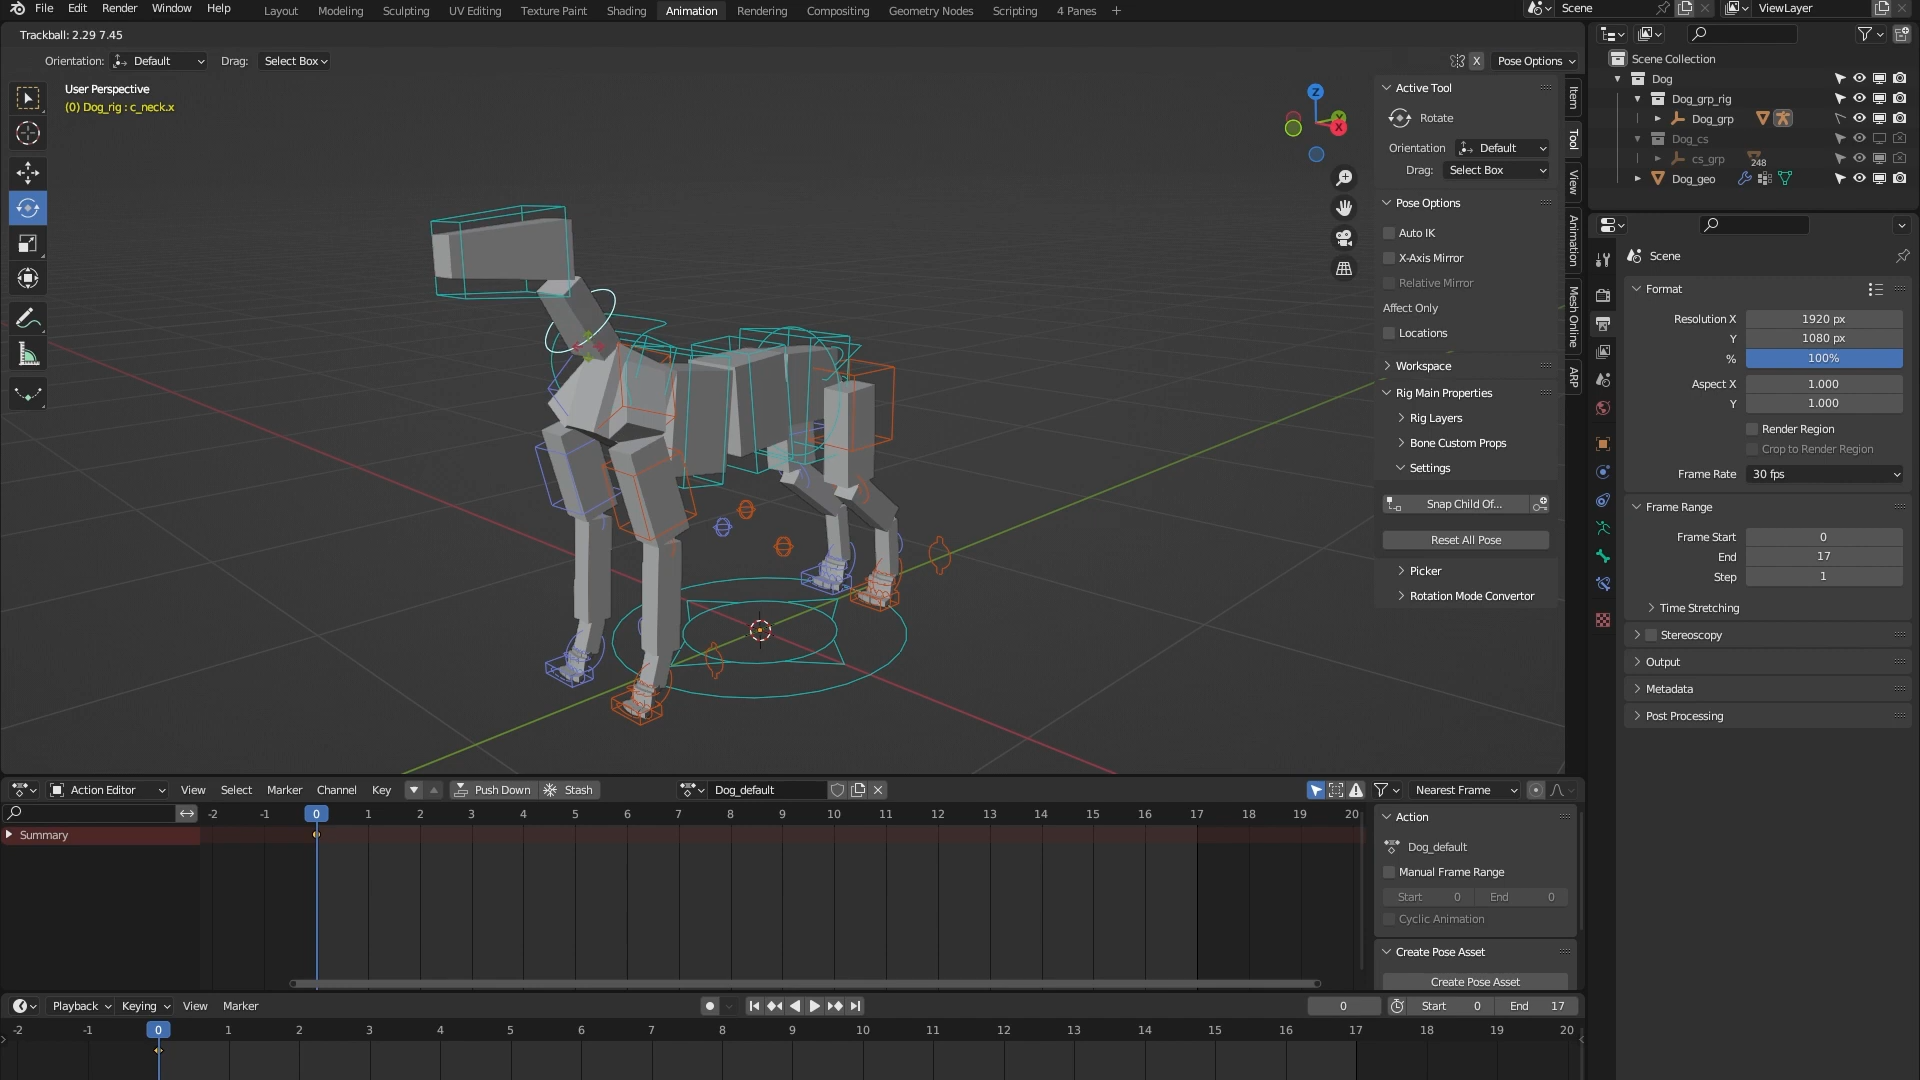 File Edit Render Window Help Layout Modeling Sculpting UV Editing Texture Paint Shading Animation Rendering Compositing Geometry Nodes Scripting 4 Panes + Scene ViewLayer
Trackball: 2.29 7.45
Orientation: Default Drag: Select Box X Pose Options
User Perspective
(0) Dog_rig : c_neck.x
Z
Y
X
Active Tool
Rotate
Orientation Default
Drag: Select Box
Pose Options
Auto IK
X-Axis Mirror
Relative Mirror
Affect Only
Locations
Workspace
Rig Main Properties
Rig Layers
Bone Custom Props
Settings
Snap Child Of...
Reset All Pose
Picker
Rotation Mode Convertor
Item
Tool
View
Animation
Mesh Online
ARP
Scene Collection
Dog
Dog_grp_rig
Dog_grp
Dog_cs
cs_grp 248
Dog_geo
Scene
Format
Resolution X 1920 px
Y 1080 px
% 100%
Aspect X 1.000
Y 1.000
Render Region
Crop to Render Region
Frame Rate 30 fps
Frame Range
Frame Start 0
End 17
Step 1
Time Stretching
Stereoscopy
Output
Metadata
Post Processing
Action Editor View Select Marker Channel Key Push Down Stash Dog_default Nearest Frame
-2 -1 0 1 2 3 4 5 6 7 8 9 10 11 12 13 14 15 16 17 18 19 20
Summary
Action
Dog_default
Manual Frame Range
Start 0 End 0
Cyclic Animation
Create Pose Asset
Create Pose Asset
Playback Keying View Marker 0 Start 0 End 17
-2 -1 0 1 2 3 4 5 6 7 8 9 10 11 12 13 14 15 16 17 18 19 20